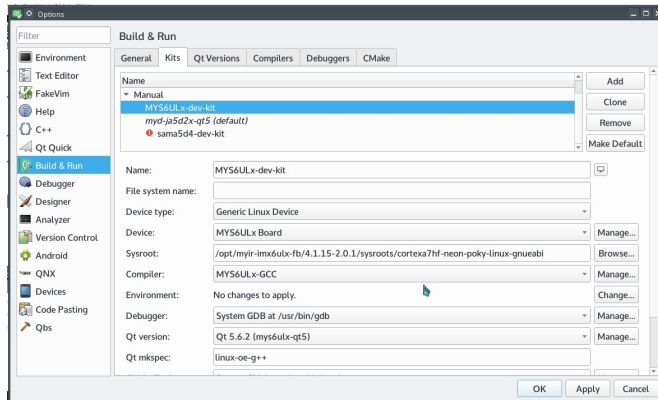 Options
Filter
Build & Run
Environment
Text Editor
FakeVim
Help
C++
Qt Quick
Build & Run
Debugger
Designer
Analyzer
Version Control
Android
QNX
Devices
Code Pasting
Qbs
General Kits Qt Versions Compilers Debuggers CMake
Name
Manual
MYS6ULx-dev-kit
myd-ja5d2x-qt5 (default)
sama5d4-dev-kit
Add
Clone
Remove
Make Default
Name: MYS6ULx-dev-kit
File system name:
Device type: Generic Linux Device
Device: MYS6ULx Board Manage...
Sysroot: /opt/myir-imx6ulx-fb/4.1.15-2.0.1/sysroots/cortexa7hf-neon-poky-linux-gnueabi Browse...
Compiler: MYS6ULx-GCC Manage...
Environment: No changes to apply. Change...
Debugger: System GDB at /usr/bin/gdb Manage...
Qt version: Qt 5.6.2 (mys6ulx-qt5) Manage...
Qt mkspec: linux-oe-g++
OK Apply Cancel